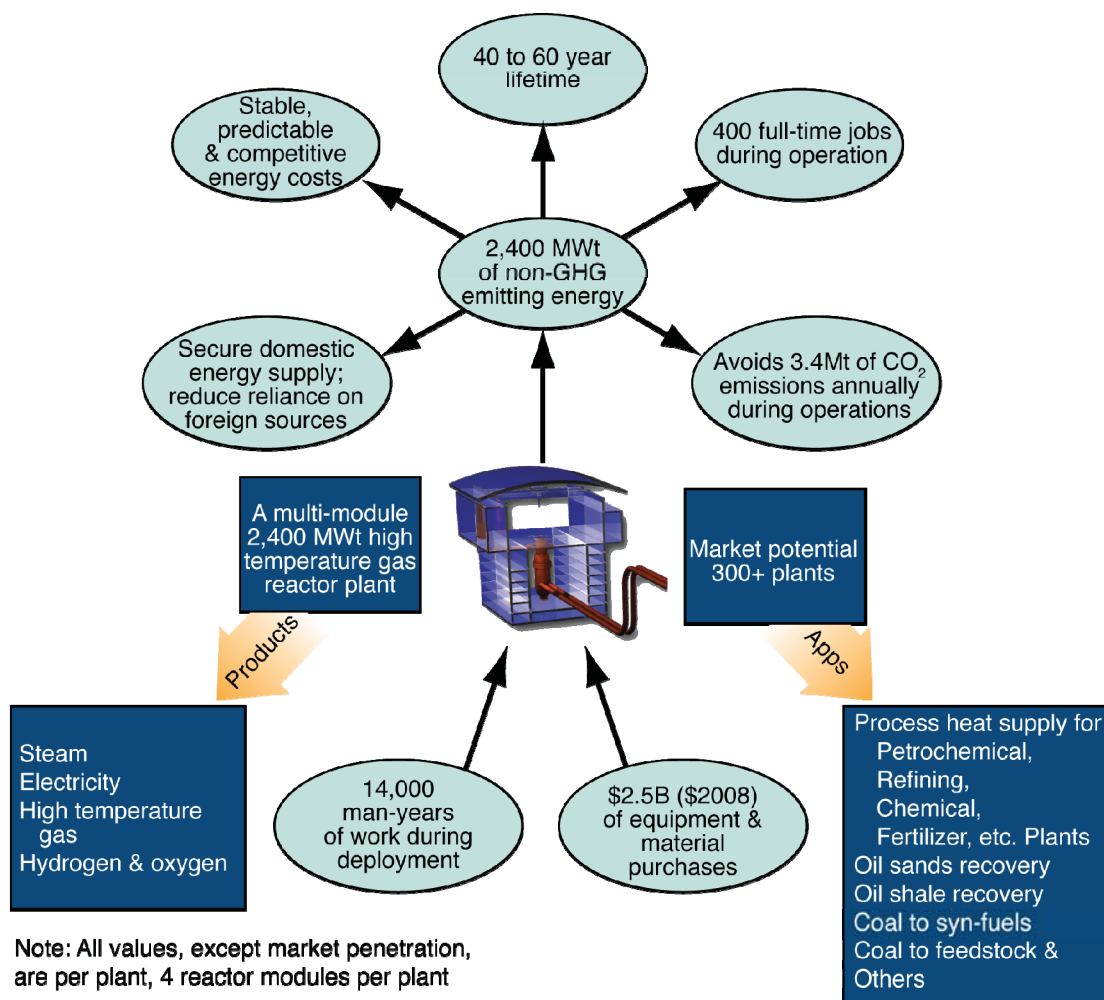 40 to 60 year
lifetime
Stable,
predictable
& competitive
energy costs
400 full-time jobs
during operation
2,400 MWt
of non-GHG
emitting energy
Secure domestic
energy supply;
reduce reliance on
foreign sources
Avoids 3.4Mt of CO₂
emissions annually
during operations
A multi-module
2,400 MWt high
temperature gas
reactor plant
Market potential
300+ plants
Products
Apps
Steam
Electricity
High temperature
gas
Hydrogen & oxygen
14,000
man-years
of work during
deployment
$2.5B ($2008)
of equipment &
material
purchases
Process heat supply for
Petrochemical,
Refining,
Chemical,
Fertilizer, etc. Plants
Oil sands recovery
Oil shale recovery
Coal to syn-fuels
Coal to feedstock &
Others
Note: All values, except market penetration,
are per plant, 4 reactor modules per plant